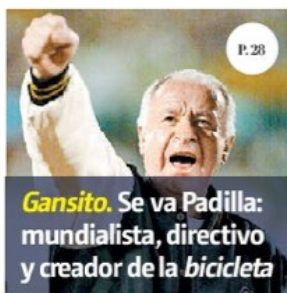 P. 28
Gansito. Se va Padilla:
mundialista, directivo
y creador de la bicicleta